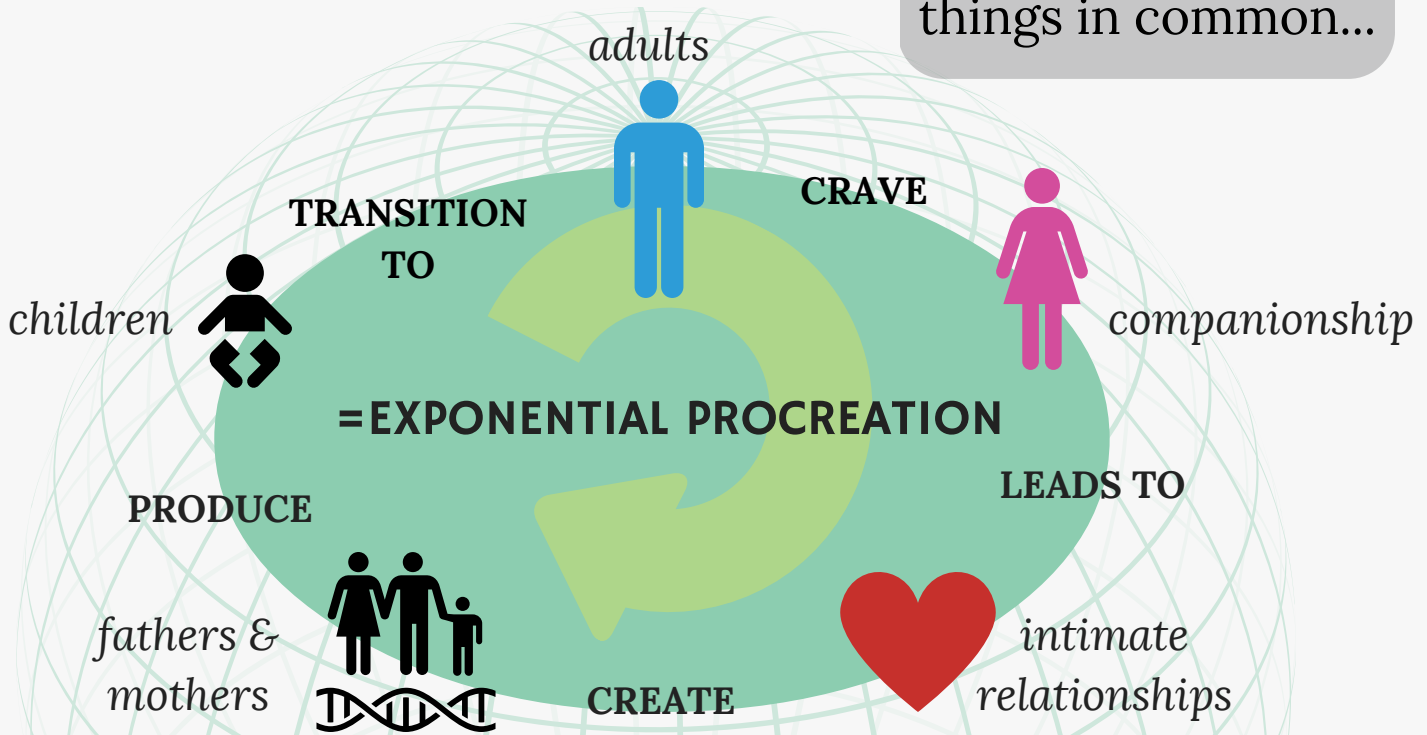 things in common...
adults
CRAVE
companionship
LEADS TO
intimate
relationships
CREATE
fathers &
mothers
PRODUCE
children
TRANSITION
TO
=EXPONENTIAL PROCREATION